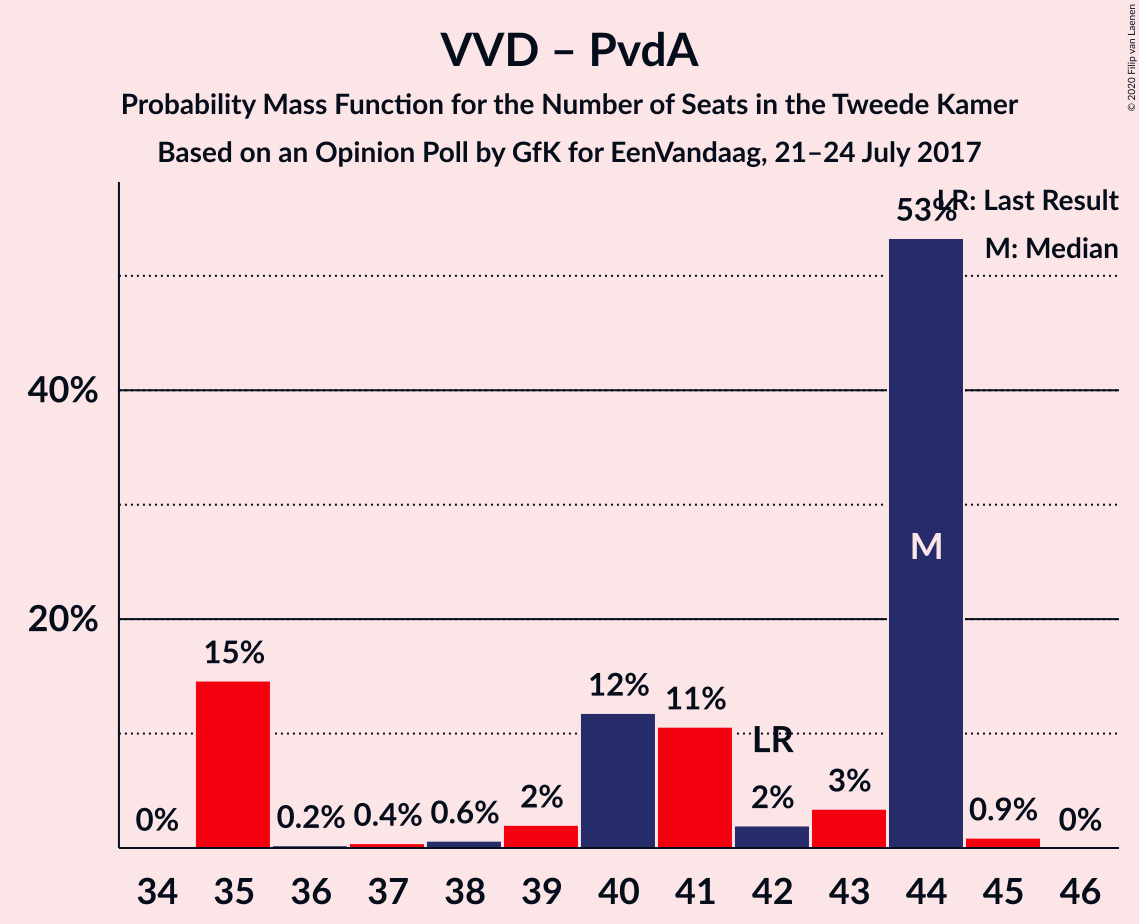 VVD – PvdA
Probability Mass Function for the Number of Seats in the Tweede Kamer
Based on an Opinion Poll by GfK for EenVandaag, 21–24 July 2017
© 2020 Filip van Laenen
LR: Last Result
M: Median
53%
40%
M
20%
15%
12%
11%
LR
3%
2%
2%
0.9%
0.6%
0.4%
0.2%
0%
0%
34 35 36 37 38 39 40 41 42 43 44 45 46